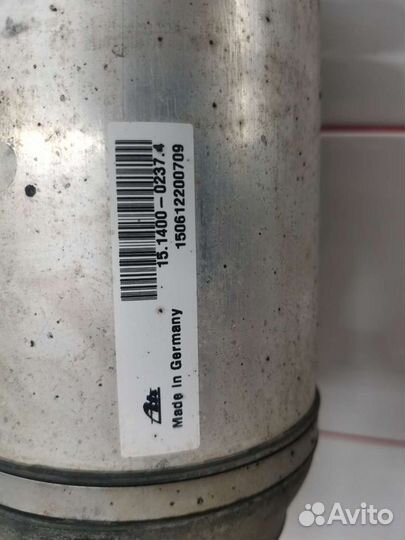 15.1400-0237.4
150612200709
Ate
Made in Germany
Avito